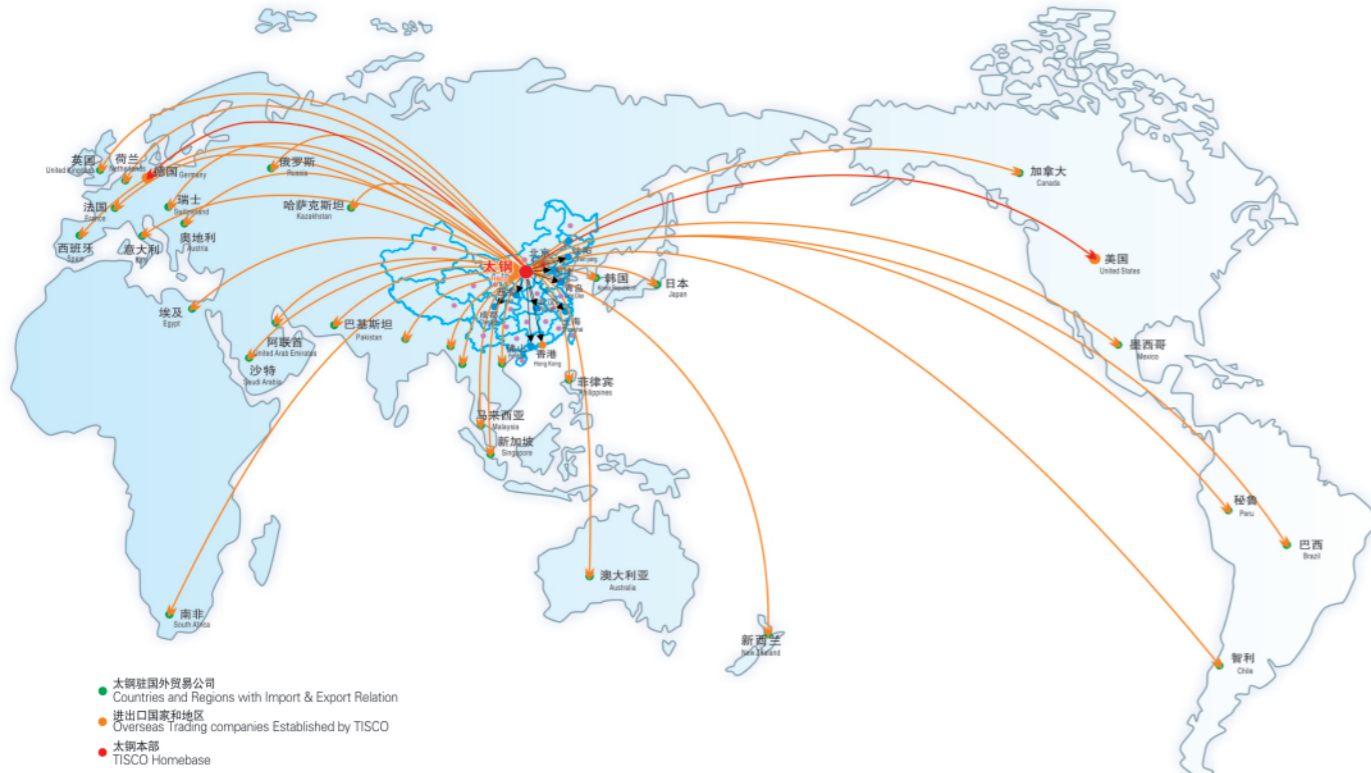 英国
United Kingdom
荷兰
Netherlands
德国
Germany
俄罗斯
Russia
加拿大
Canada
法国
France
瑞士
Switzerland
哈萨克斯坦
Kazakhstan
西班牙
Spain
意大利
Italy
奥地利
Austria
太钢
北京
美国
United States
韩国
日本
Japan
青岛
埃及
Egypt
巴基斯坦
Pakistan
上海
阿联酋
United Arab Emirates
香港
Hong Kong
墨西哥
Mexico
沙特
Saudi Arabia
菲律宾
Philippines
马来西亚
Malaysia
新加坡
Singapore
秘鲁
Peru
巴西
Brazil
澳大利亚
Australia
南非
South Africa
新西兰
New Zealand
智利
Chile
太钢驻国外贸易公司
Countries and Regions with Import & Export Relation
进出口国家和地区
Overseas Trading companies Established by TISCO
太钢本部
TISCO Homebase